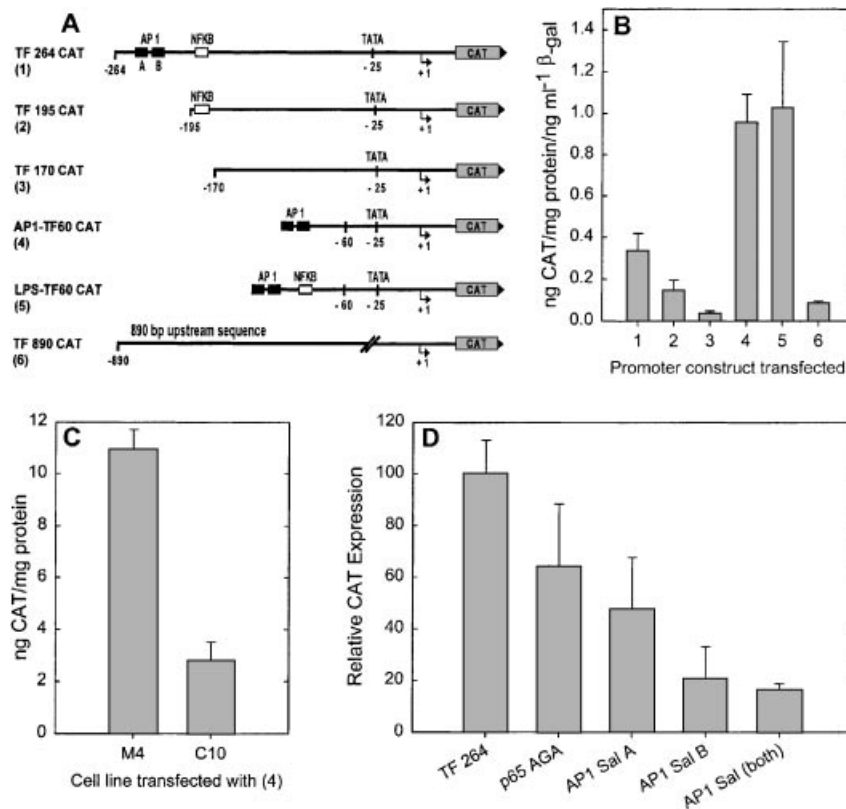 A
AP 1 NFKB TATA
TF 264 CAT CAT
(1) -264 A B - 25 +1
NFKB TATA
TF 195 CAT CAT
(2) -195 - 25 +1
TATA
TF 170 CAT CAT
(3) -170 - 25 +1
AP 1 TATA
AP1-TF60 CAT CAT
(4) - 60 - 25 +1
AP 1 NFKB TATA
LPS-TF60 CAT CAT
(5) - 60 - 25 +1
TF 890 CAT 890 bp upstream sequence CAT
(6) -890 +1
B
ng CAT/mg protein/ng ml⁻¹ β-gal
1.4
1.2
1.0
0.8
0.6
0.4
0.2
0.0
1 2 3 4 5 6
Promoter construct transfected
C
ng CAT/mg protein
12
10
8
6
4
2
0
M4 C10
Cell line transfected with (4)
D
Relative CAT Expression
120
100
80
60
40
20
0
TF 264
p65 AGA
AP1 Sal A
AP1 Sal B
AP1 Sal (both)